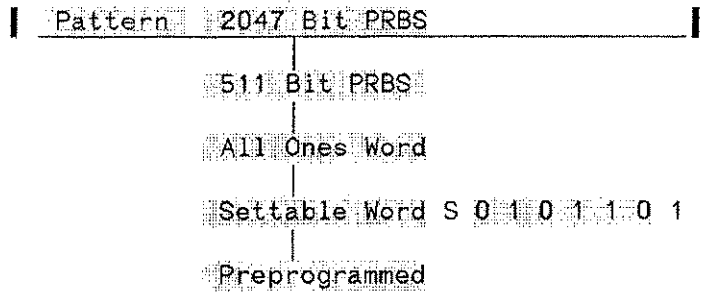 Pattern 2047 Bit PRBS
511 Bit PRBS
All Ones Word
Settable Word S 0 1 0 1 1 0 1
Preprogrammed